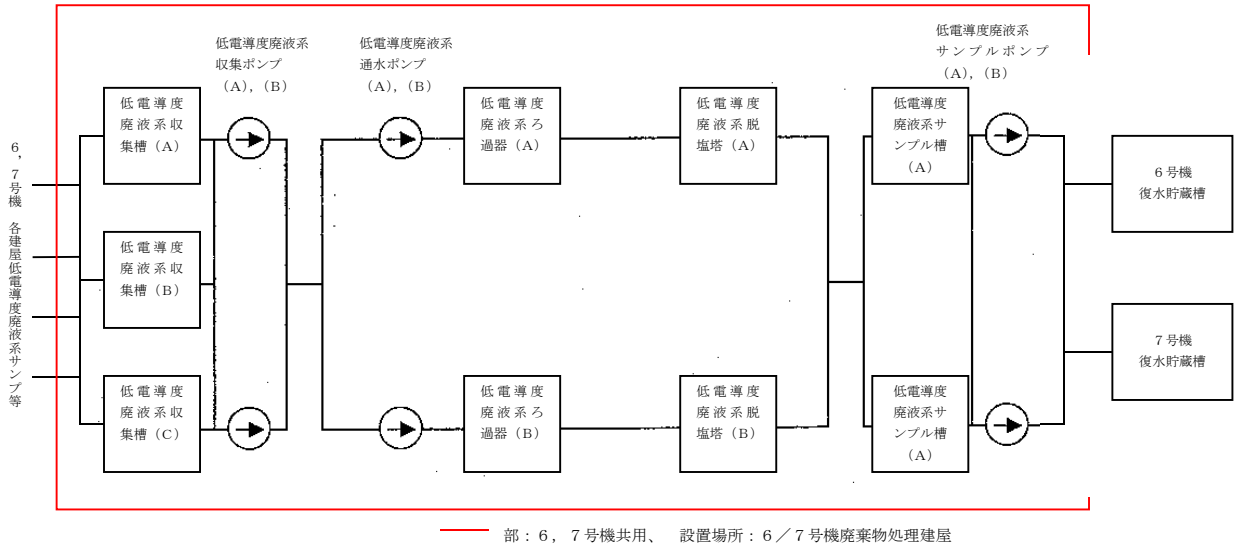 低電導度廃液系
収集ポンプ
（A），（B）
低電導度廃液系
通水ポンプ
（A），（B）
低電導度廃液系
サンプルポンプ
（A），（B）
低電導度
廃液系収
集槽（A）
低電導度
廃液系ろ
過器（A）
低電導度
廃液系脱
塩塔（A）
低電導度
廃液系サ
ンプル槽
（A）
６，７号機　各建屋低電導度廃液系サンプ等
６号機
復水貯蔵槽
低電導度
廃液系収
集槽（B）
７号機
復水貯蔵槽
低電導度
廃液系収
集槽（C）
低電導度
廃液系ろ
過器（B）
低電導度
廃液系脱
塩塔（B）
低電導度
廃液系サ
ンプル槽
（A）
部：６，７号機共用、　設置場所：６／７号機廃棄物処理建屋